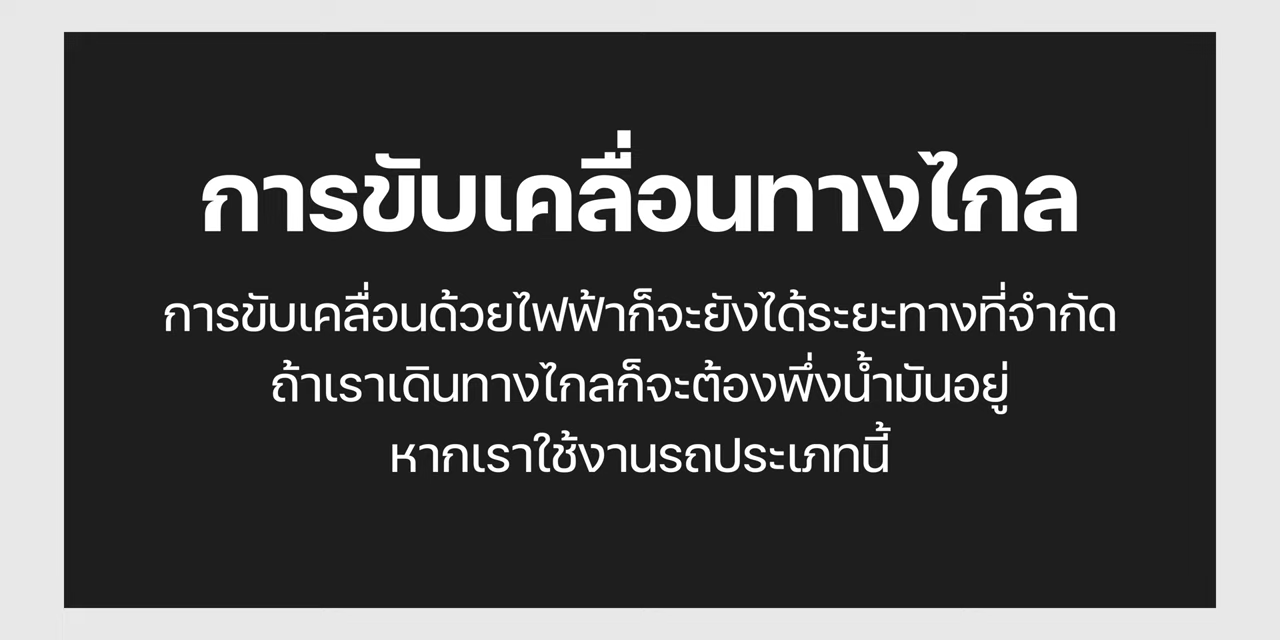 การขับเคลื่อนทางไกล
การขับเคลื่อนด้วยไฟฟ้าก็จะยังได้ระยะทางที่จำกัด
ถ้าเราเดินทางไกลก็จะต้องพึ่งน้ำมันอยู่
หากเราใช้งานรถประเภทนี้